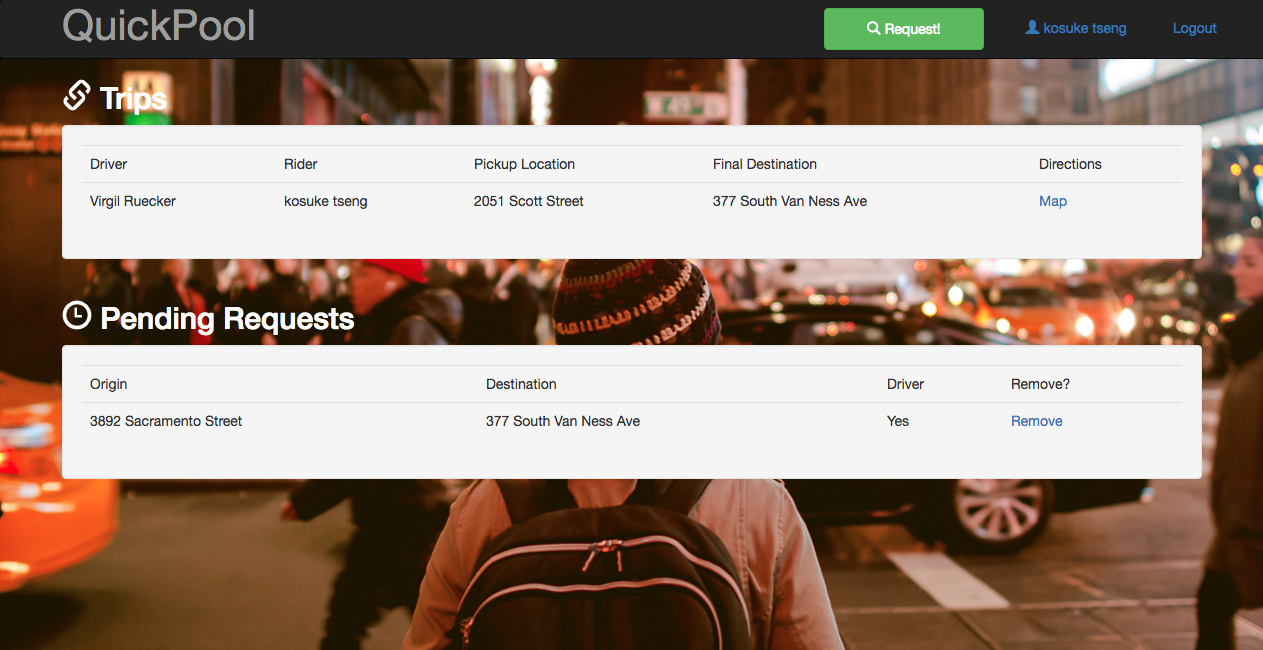 QuickPool
Request!
kosuke tseng
Logout
Trips
Driver Rider Pickup Location Final Destination Directions
Virgil Ruecker kosuke tseng 2051 Scott Street 377 South Van Ness Ave Map
Pending Requests
Origin Destination Driver Remove?
3892 Sacramento Street 377 South Van Ness Ave Yes Remove